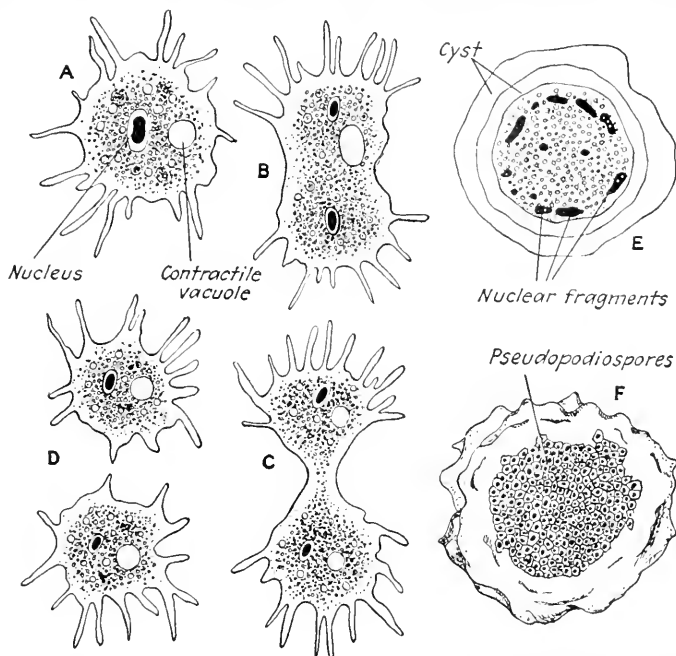 A
B
Cyst
E
Nucleus
Contractile
vacuole
Nuclear fragments
Pseudopodiospores
F
D
C